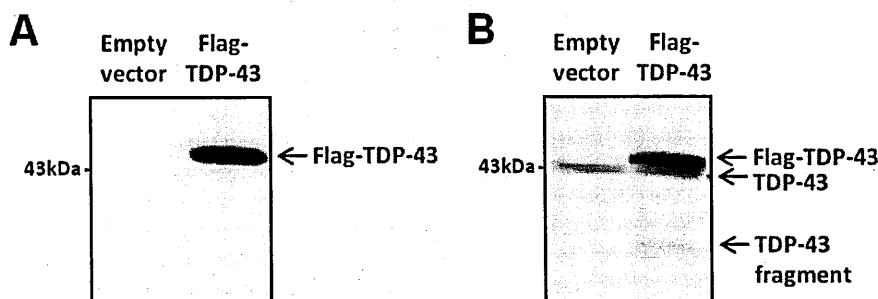 A
Empty vector
Flag-TDP-43
43kDa
Flag-TDP-43
B
Empty vector
Flag-TDP-43
43kDa
Flag-TDP-43
TDP-43
TDP-43 fragment